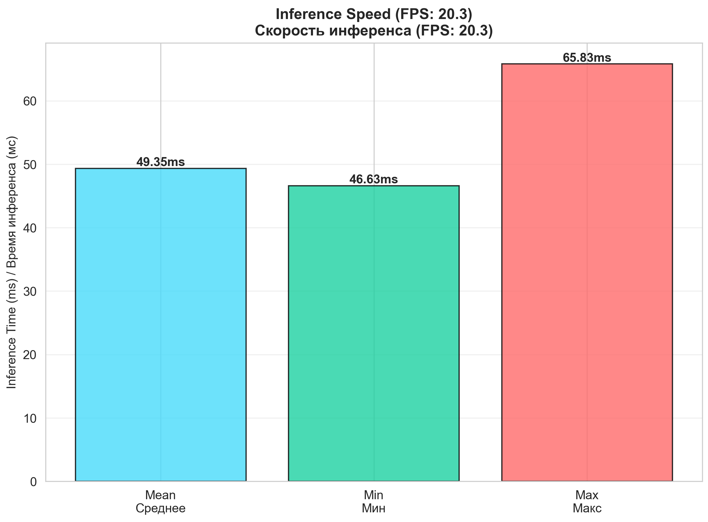 Inference Speed (FPS: 20.3)
Скорость инференса (FPS: 20.3)
Inference Time (ms) / Время инференса (мс)
60
50
40
30
20
10
0
49.35ms
46.63ms
65.83ms
Mean
Среднее
Min
Мин
Max
Макс